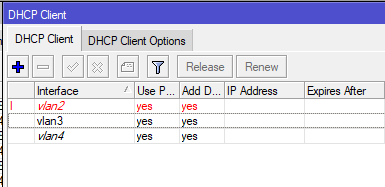 DHCP Client
DHCP Client
DHCP Client Options
Release
Renew
Interface / Use P... Add D... IP Address Expires After
I vlan2 yes yes
vlan3 yes yes
vlan4 yes yes